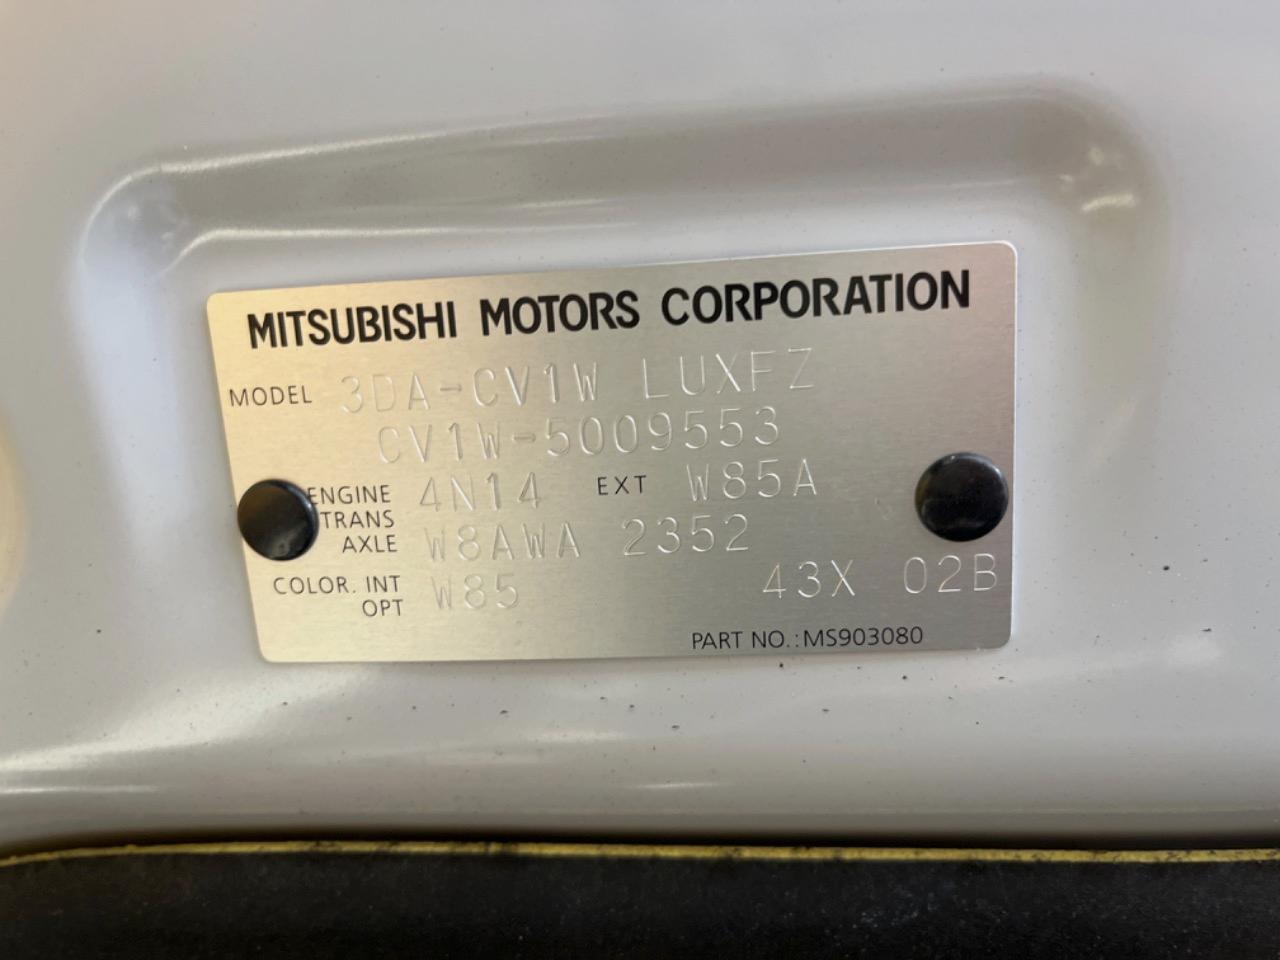 MITSUBISHI MOTORS CORPORATION
MODEL 3DA-CV1W LUXFZ
CV1W-5009553
ENGINE 4N14 EXT W85A
TRANS
AXLE W8AWA 2352
COLOR. INT W85 43X 02B
OPT
PART NO.:MS903080